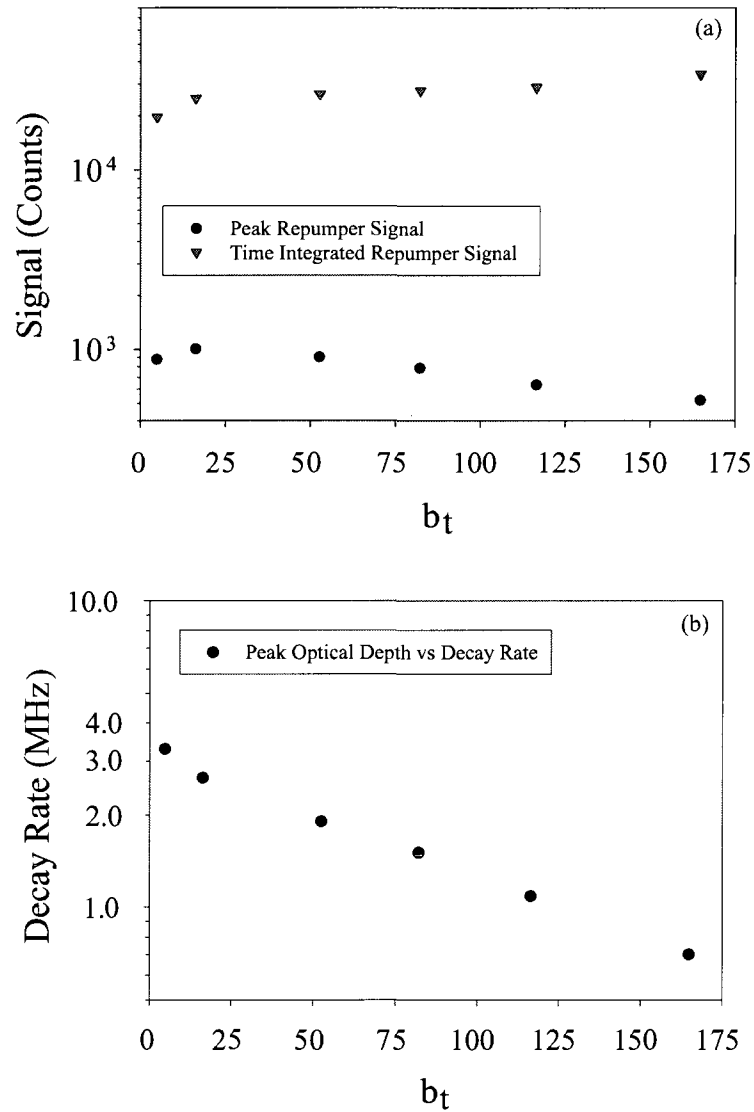 (a)
Signal (Counts)
10⁴
10³
Peak Repumper Signal
Time Integrated Repumper Signal
0 25 50 75 100 125 150 175
bₜ
(b)
Decay Rate (MHz)
10.0
4.0
3.0
2.0
1.0
Peak Optical Depth vs Decay Rate
0 25 50 75 100 125 150 175
bₜ